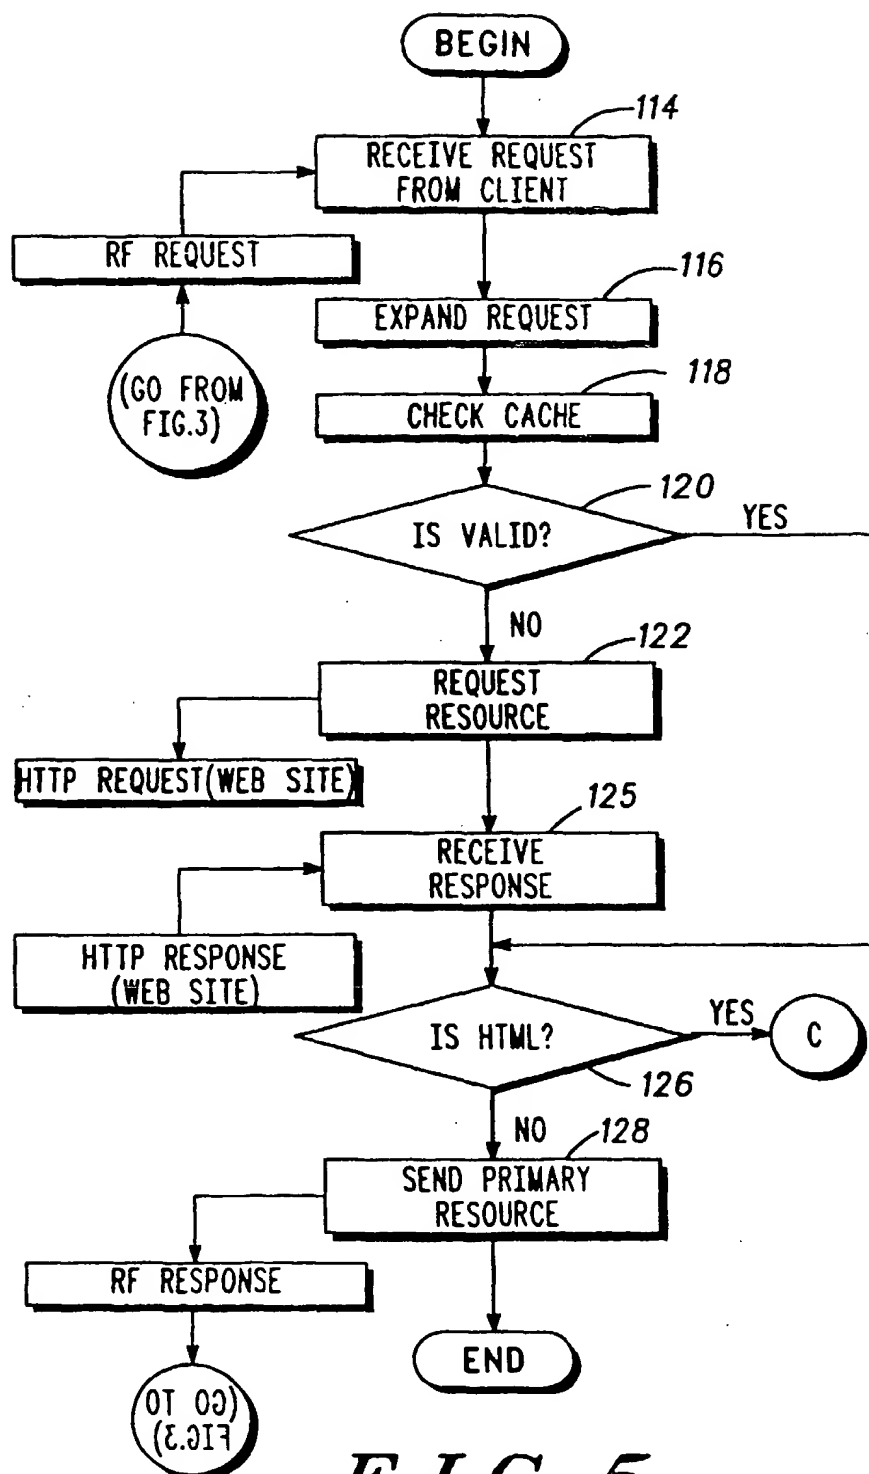 BEGIN
114
RECEIVE REQUEST
FROM CLIENT
RF REQUEST
116
EXPAND REQUEST
(GO FROM
FIG.3)
118
CHECK CACHE
120
IS VALID?
YES
NO
122
REQUEST
RESOURCE
HTTP REQUEST(WEB SITE)
125
RECEIVE
RESPONSE
HTTP RESPONSE
(WEB SITE)
IS HTML?
YES
C
126
NO
128
SEND PRIMARY
RESOURCE
RF RESPONSE
END
(GO TO
FIG.3)
FIG. 5